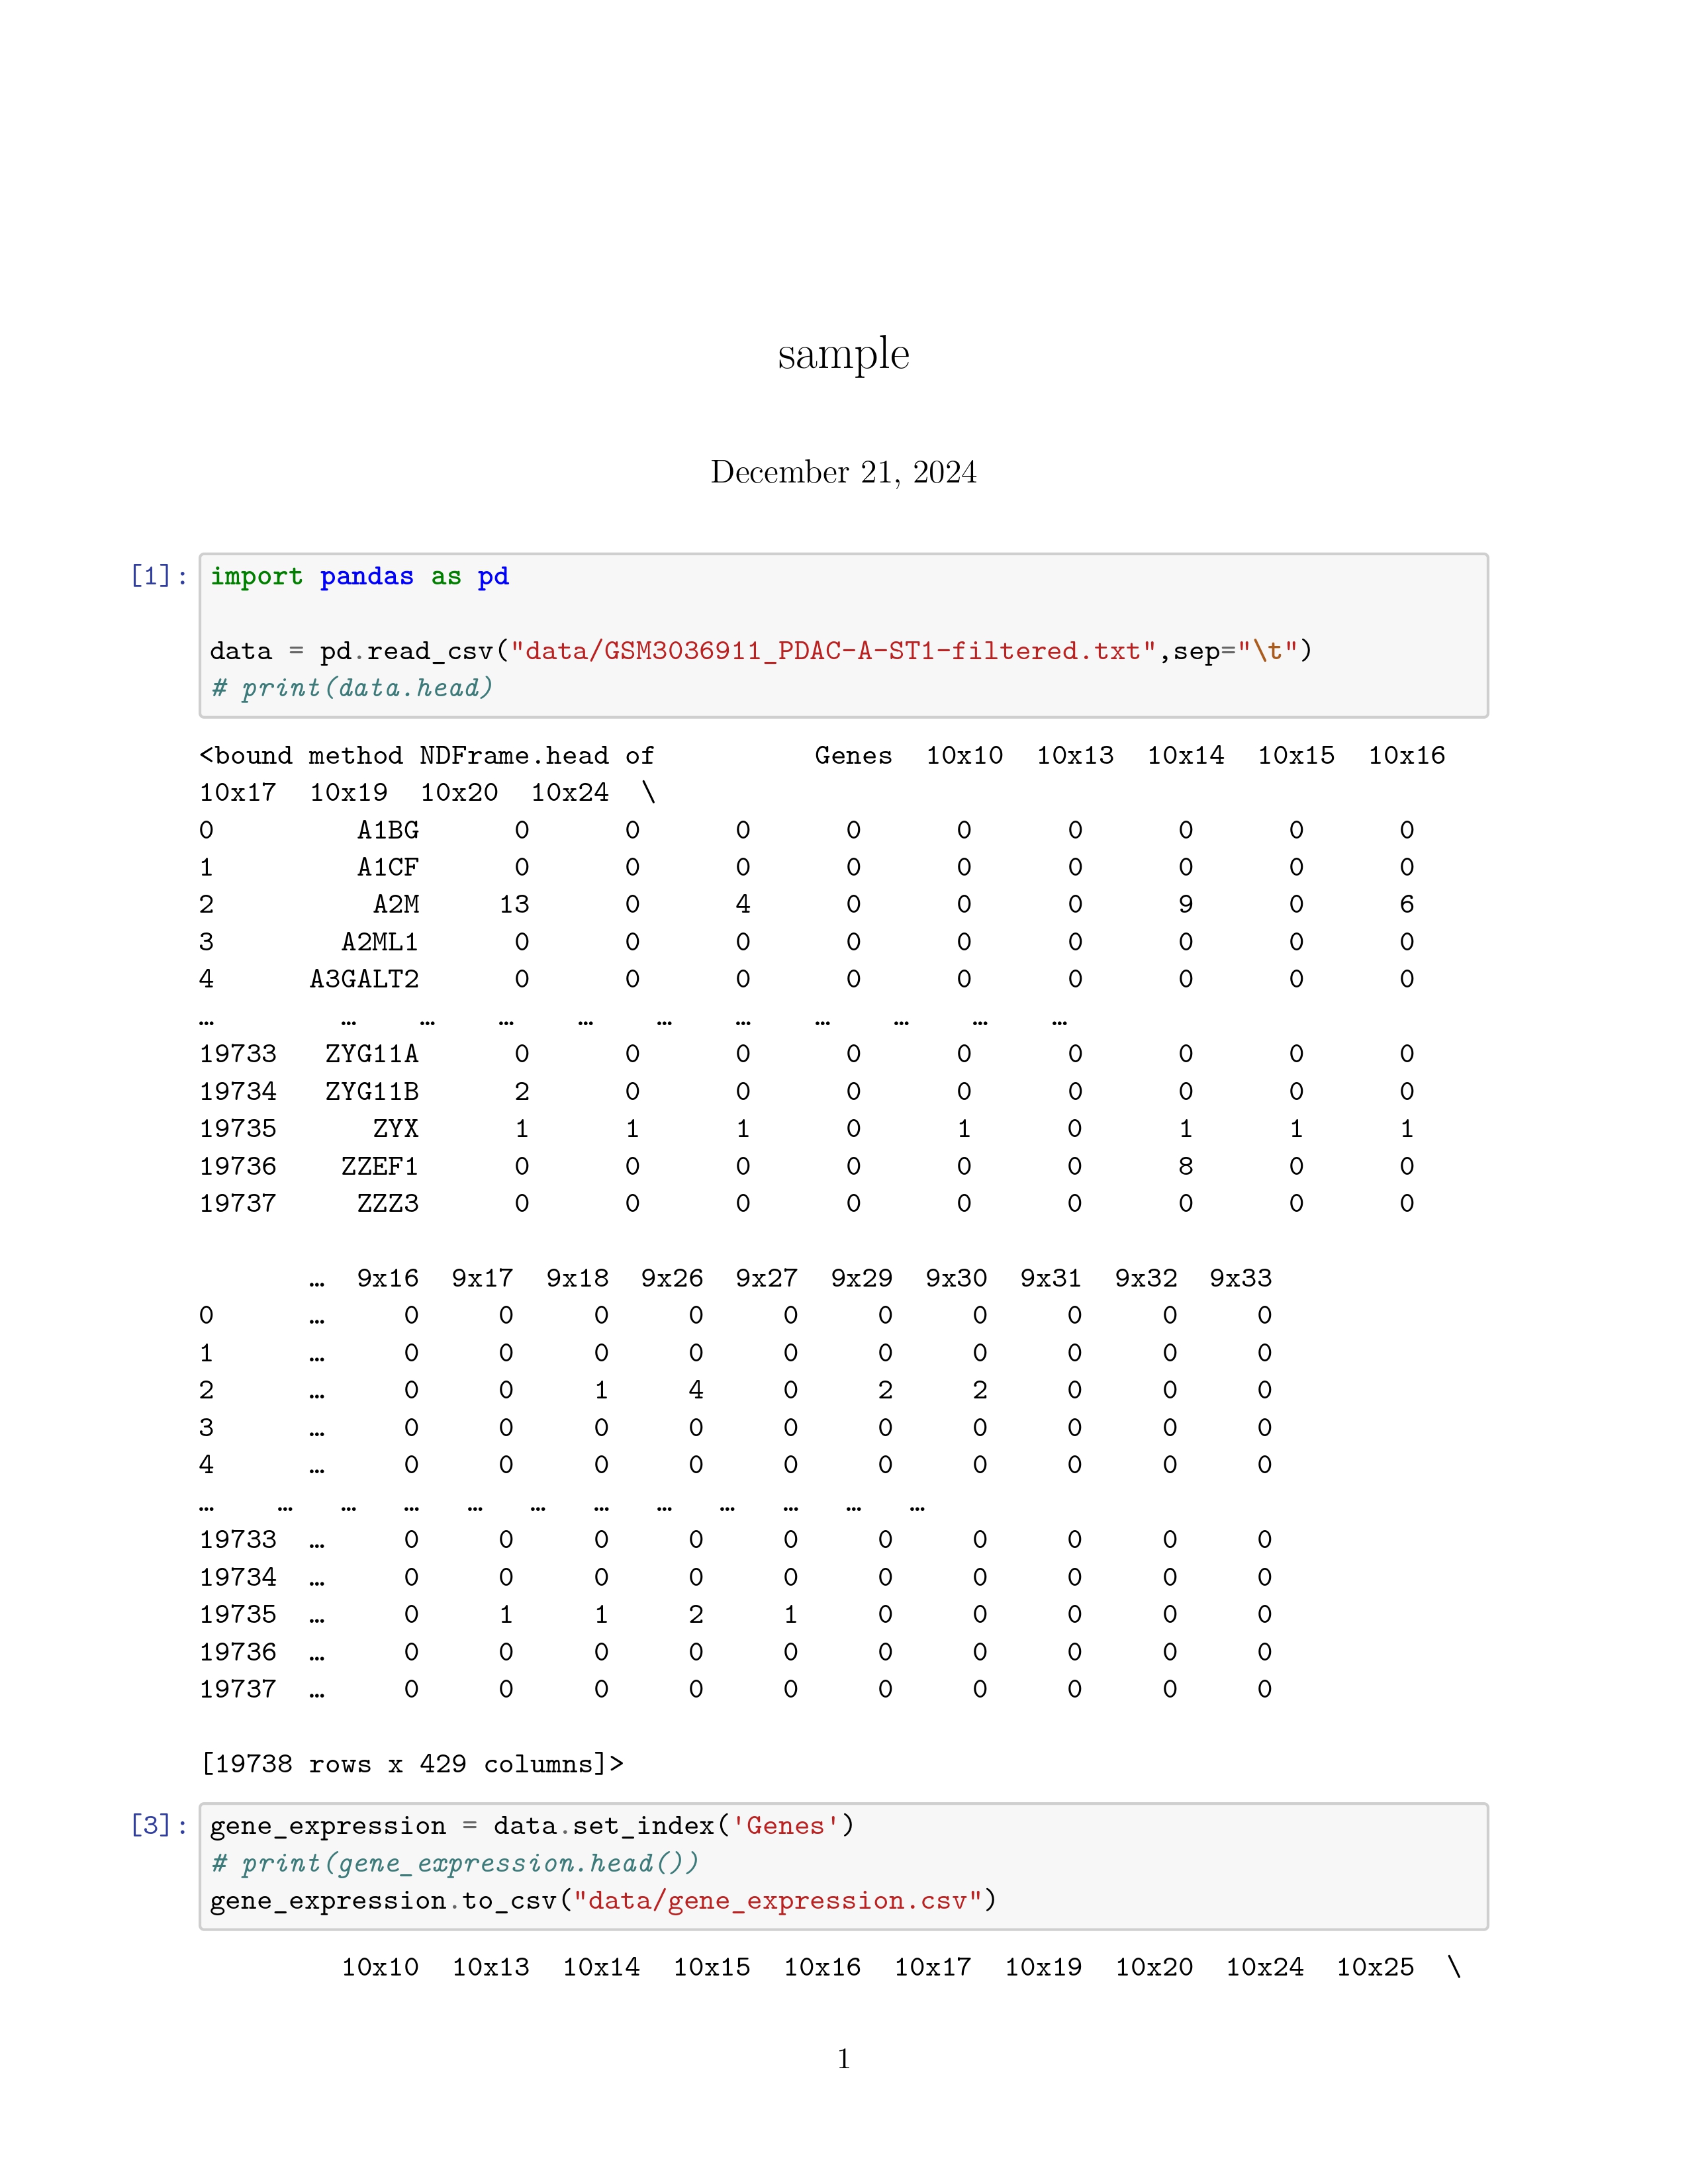 sample
December 21, 2024
[1]: import pandas as pd
data = pd.read_csv("data/GSM3036911_PDAC-A-ST1-filtered.txt",sep="\t")
# print(data.head)
<bound method NDFrame.head of          Genes  10x10  10x13  10x14  10x15  10x16
10x17  10x19  10x20  10x24  \
0         A1BG      0      0      0      0      0      0      0      0      0
1         A1CF      0      0      0      0      0      0      0      0      0
2          A2M     13      0      4      0      0      0      9      0      6
3        A2ML1      0      0      0      0      0      0      0      0      0
4      A3GALT2      0      0      0      0      0      0      0      0      0
…        …    …    …    …    …    …    …    …    …    …
19733   ZYG11A      0      0      0      0      0      0      0      0      0
19734   ZYG11B      2      0      0      0      0      0      0      0      0
19735      ZYX      1      1      1      0      1      0      1      1      1
19736    ZZEF1      0      0      0      0      0      0      8      0      0
19737     ZZZ3      0      0      0      0      0      0      0      0      0
       …  9x16  9x17  9x18  9x26  9x27  9x29  9x30  9x31  9x32  9x33
0      …     0     0     0     0     0     0     0     0     0     0
1      …     0     0     0     0     0     0     0     0     0     0
2      …     0     0     1     4     0     2     2     0     0     0
3      …     0     0     0     0     0     0     0     0     0     0
4      …     0     0     0     0     0     0     0     0     0     0
…    …   …   …   …   …   …   …   …   …   …   …
19733  …     0     0     0     0     0     0     0     0     0     0
19734  …     0     0     0     0     0     0     0     0     0     0
19735  …     0     1     1     2     1     0     0     0     0     0
19736  …     0     0     0     0     0     0     0     0     0     0
19737  …     0     0     0     0     0     0     0     0     0     0
[19738 rows x 429 columns]>
[3]: gene_expression = data.set_index('Genes')
# print(gene_expression.head())
gene_expression.to_csv("data/gene_expression.csv")
         10x10  10x13  10x14  10x15  10x16  10x17  10x19  10x20  10x24  10x25  \
1